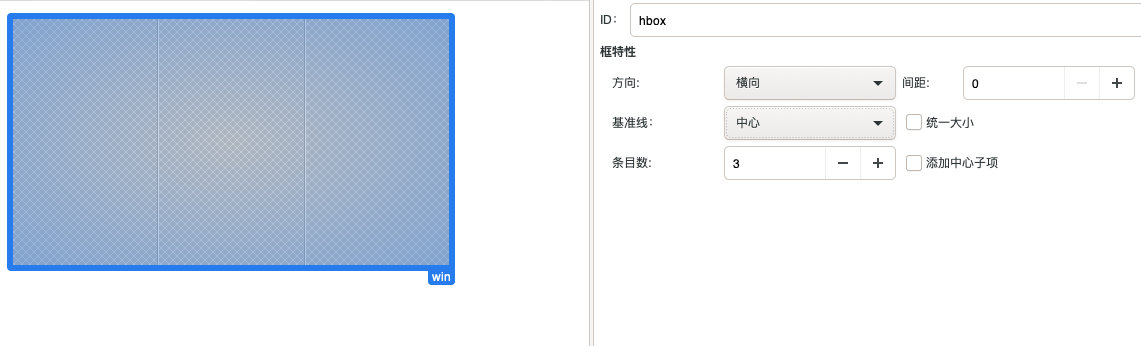 ID: hbox
框特性
方向: 横向 间距: 0
基准线: 中心 统一大小
条目数: 3 添加中心子项
win